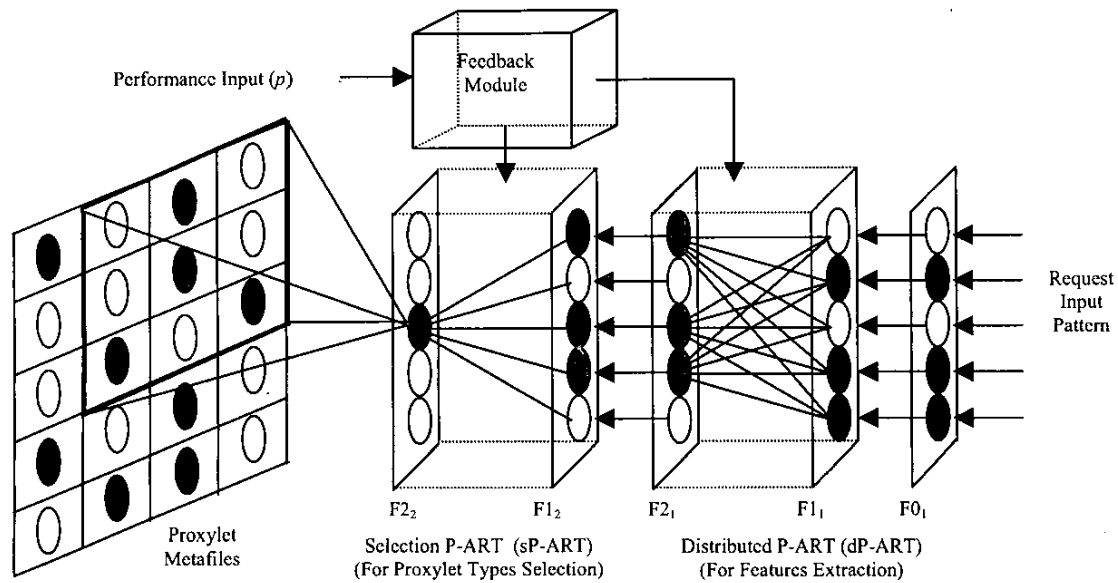 Feedback
Module
Performance Input (p)
Request
Input
Pattern
F2₂
F1₂
F2₁
F1₁
F0₁
Proxylet
Metafiles
Selection P-ART (sP-ART)
(For Proxylet Types Selection)
Distributed P-ART (dP-ART)
(For Features Extraction)